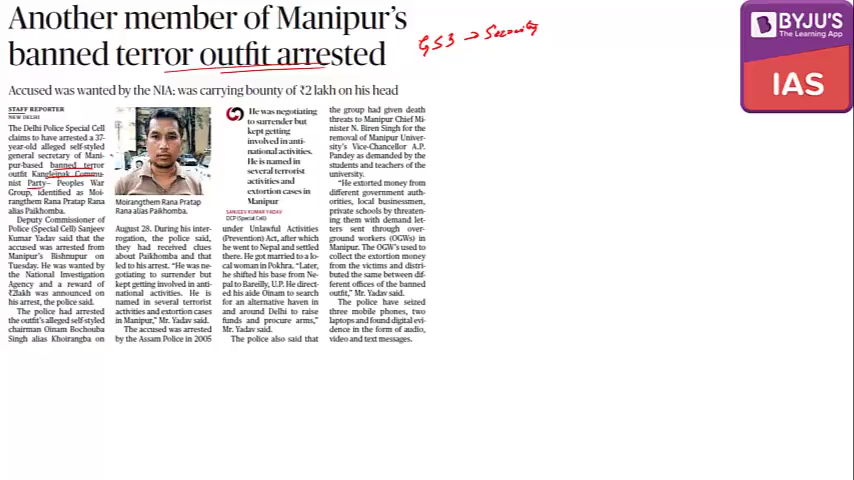 Another member of Manipur's
banned terror outfit arrested
GS3 → Security
BYJU'S
The Learning App
IAS
Accused was wanted by the NIA; was carrying bounty of ₹2 lakh on his head
STAFF REPORTER
NEW DELHI
The Delhi Police Special Cell
claims to have arrested a 37-
year-old alleged self-styled
general secretary of Mani-
pur-based banned terror
outfit Kangleipak Commu-
nist Party– Peoples War
Group, identified as Moi-
rangthem Rana Pratap Rana
alias Paikhomba.
Deputy Commissioner of
Police (Special Cell) Sanjeev
Kumar Yadav said that the
accused was arrested from
Manipur's Bishnupur on
Tuesday. He was wanted by
the National Investigation
Agency and a reward of
₹2lakh was announced on
his arrest, the police said.
The police had arrested
the outfit's alleged self-styled
chairman Oinam Bochouba
Singh alias Khoirangba on
Moirangthem Rana Pratap
Rana alias Paikhomba.
August 28. During his inter-
rogation, the police said,
they had received clues
about Paikhomba and that
led to his arrest. "He was ne-
gotiating to surrender but
kept getting involved in anti-
national activities. He is
named in several terrorist
activities and extortion cases
in Manipur," Mr. Yadav said.
The accused was arrested
by the Assam Police in 2005
He was negotiating
to surrender but
kept getting
involved in anti-
national activities.
He is named in
several terrorist
activities and
extortion cases in
Manipur
SANJEEV KUMAR YADAV
DCP (Special Cell)
under Unlawful Activities
(Prevention) Act, after which
he went to Nepal and settled
there. He got married to a lo-
cal woman in Pokhra. "Later,
he shifted his base from Ne-
pal to Bareilly, U.P. He direct-
ed his aide Oinam to search
for an alternative haven in
and around Delhi to raise
funds and procure arms,"
Mr. Yadav said.
The police also said that
the group had given death
threats to Manipur Chief Mi-
nister N. Biren Singh for the
removal of Manipur Univer-
sity's Vice-Chancellor A.P.
Pandey as demanded by the
students and teachers of the
university.
"He extorted money from
different government auth-
orities, local businessmen,
private schools by threaten-
ing them with demand let-
ters sent through over-
ground workers (OGWs) in
Manipur. The OGW's used to
collect the extortion money
from the victims and distri-
buted the same between dif-
ferent offices of the banned
outfit," Mr. Yadav said.
The police have seized
three mobile phones, two
laptops and found digital evi-
dence in the form of audio,
video and text messages.